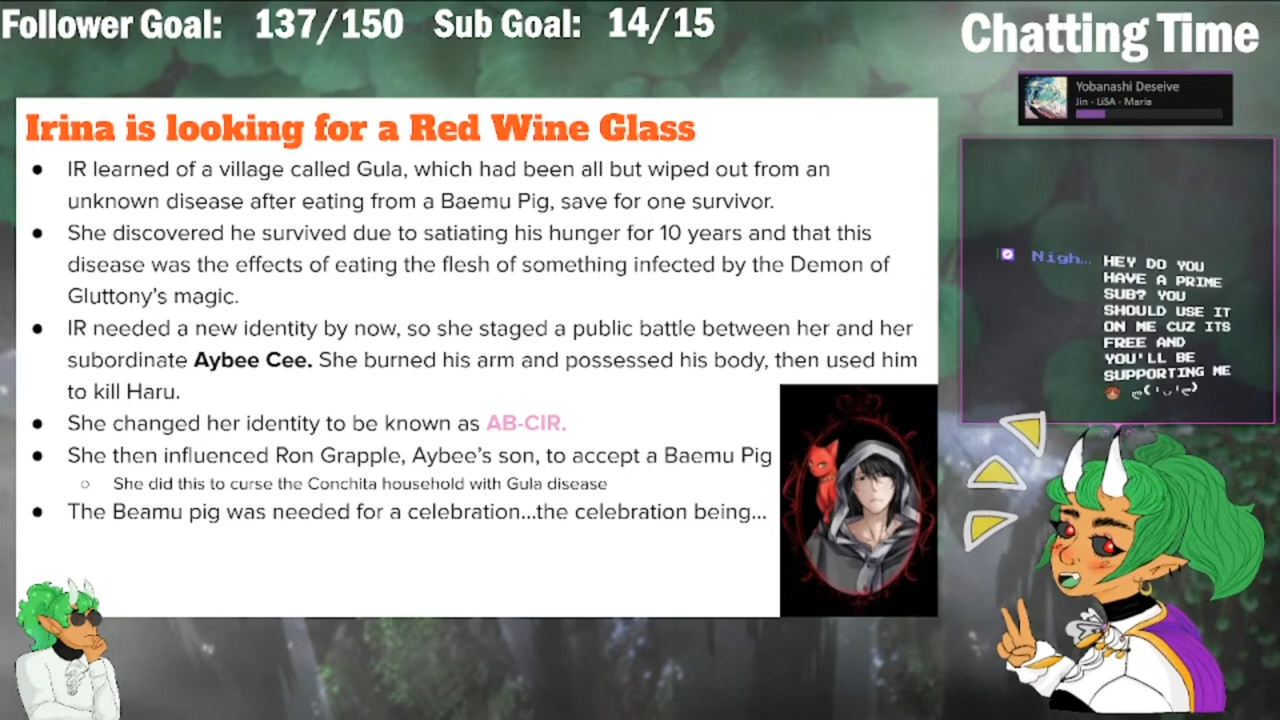 Follower Goal: 137/150 Sub Goal: 14/15
Chatting Time
Yobanashi Deseive
Jin - LiSA - Maria
Irina is looking for a Red Wine Glass
● IR learned of a village called Gula, which had been all but wiped out from an
unknown disease after eating from a Baemu Pig, save for one survivor.
● She discovered he survived due to satiating his hunger for 10 years and that this
disease was the effects of eating the flesh of something infected by the Demon of
Gluttony's magic.
● IR needed a new identity by now, so she staged a public battle between her and her
subordinate Aybee Cee. She burned his arm and possessed his body, then used him
to kill Haru.
● She changed her identity to be known as AB-CIR.
● She then influenced Ron Grapple, Aybee's son, to accept a Baemu Pig
○ She did this to curse the Conchita household with Gula disease
● The Beamu pig was needed for a celebration...the celebration being...
Nigh... HEY DO YOU
HAVE A PRIME
SUB? YOU
SHOULD USE IT
ON ME CUZ ITS
FREE AND
YOU'LL BE
SUPPORTING ME